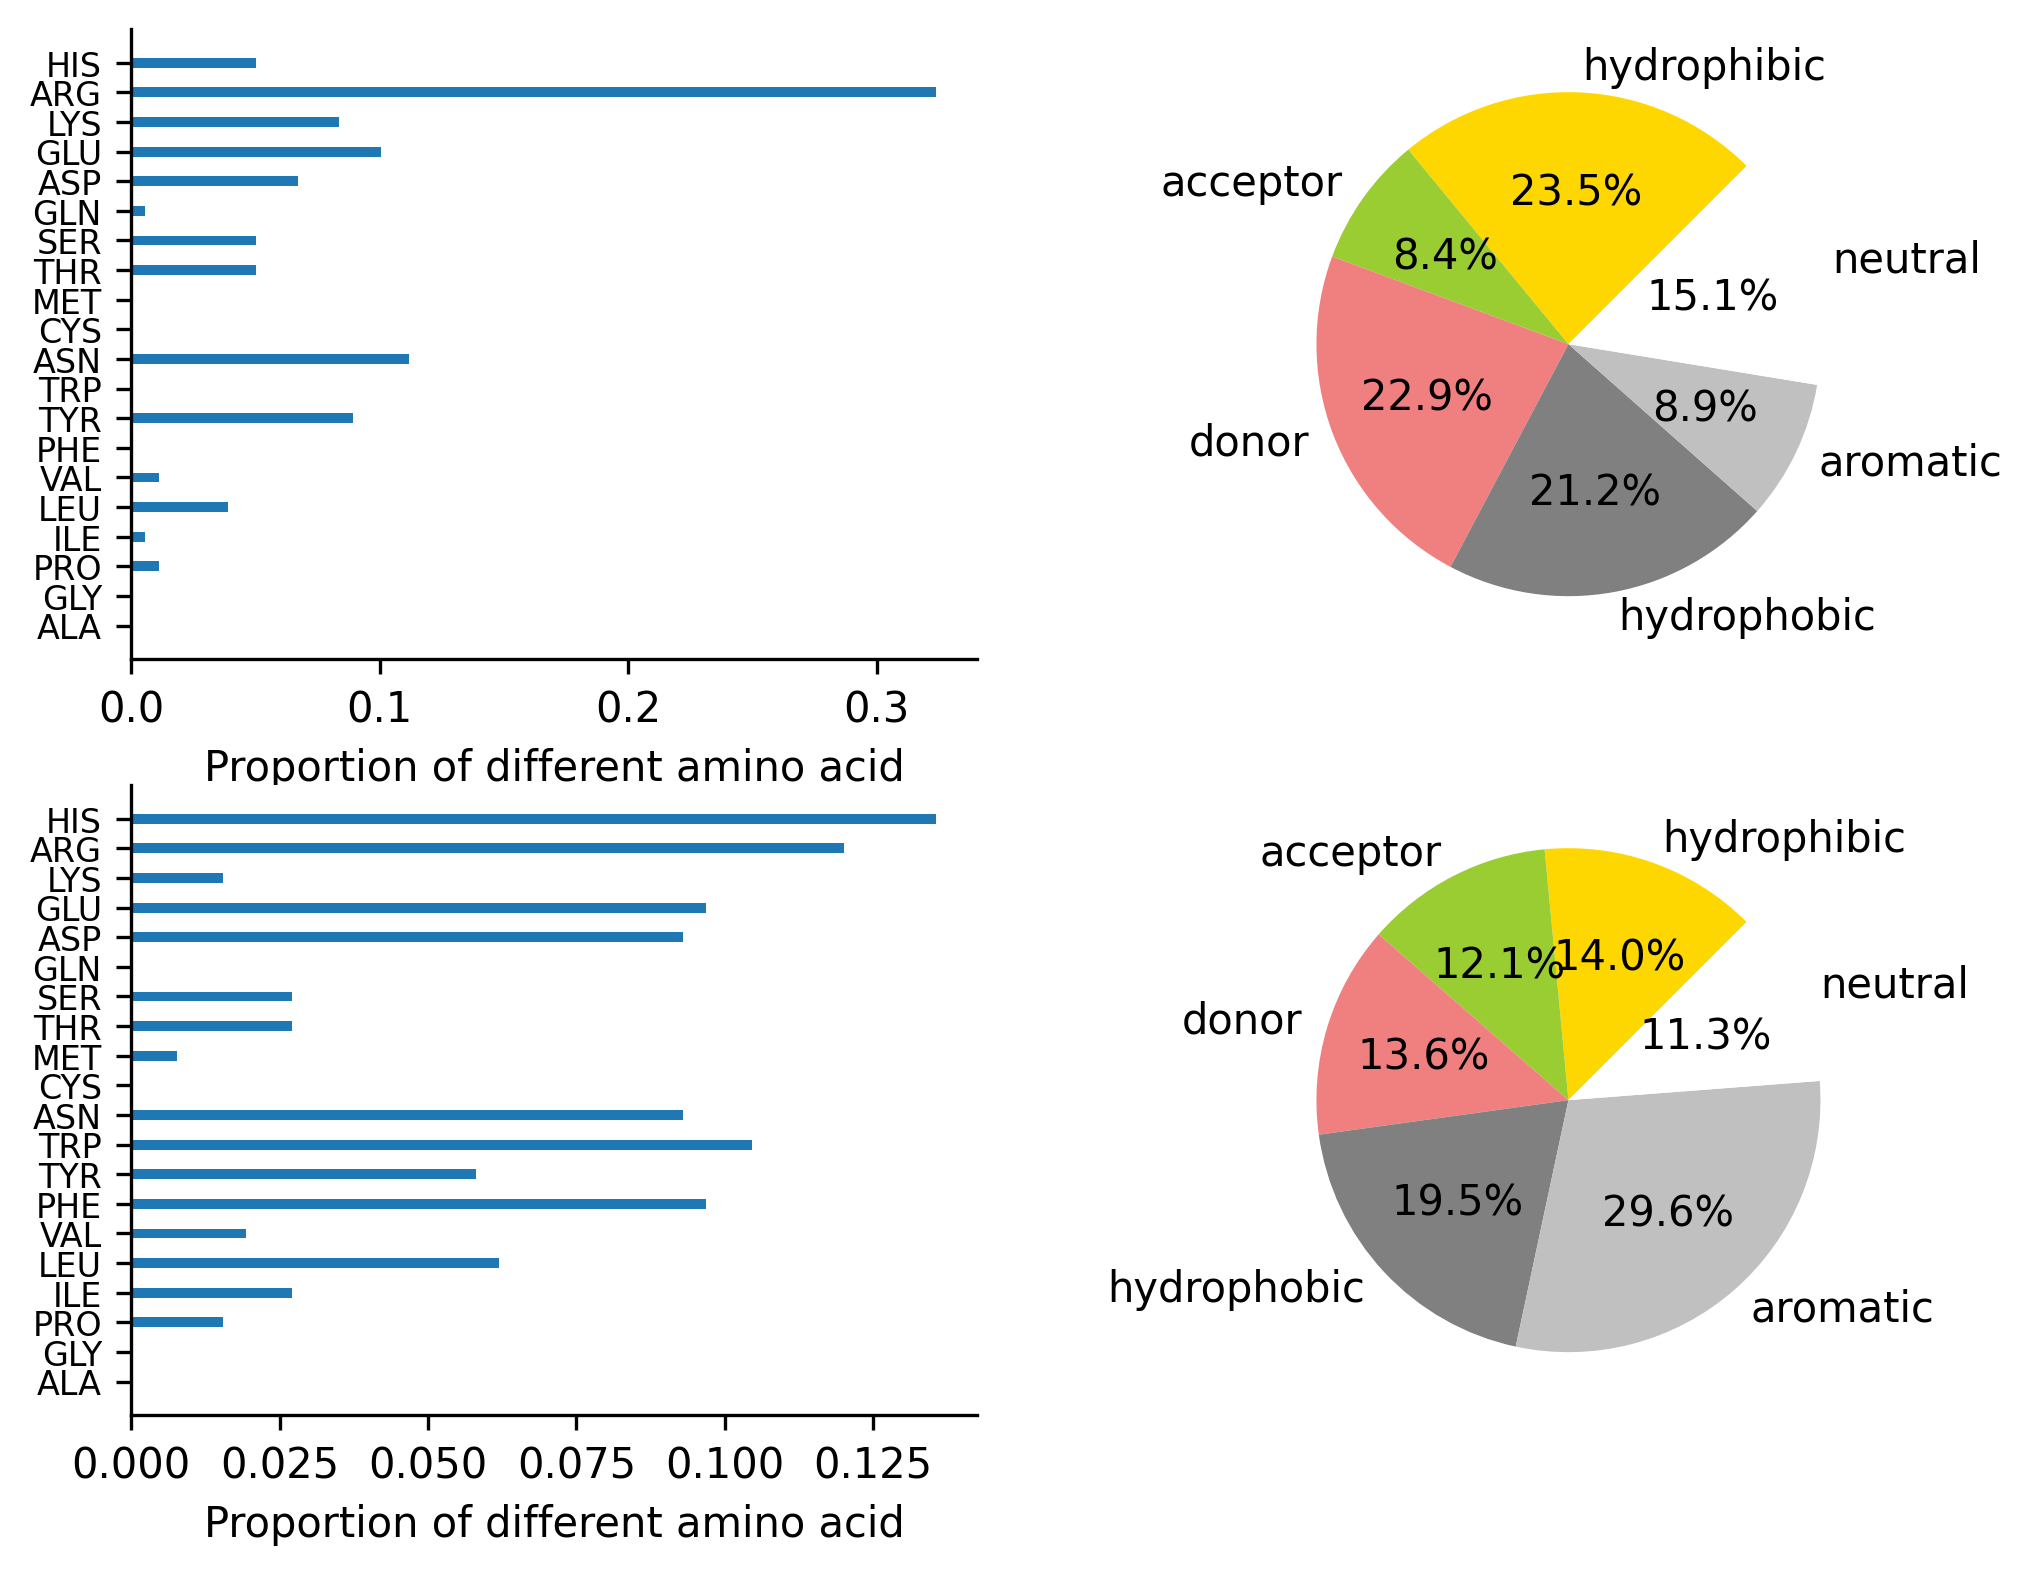 HIS
ARG
LYS
GLU
ASP
GLN
SER
THR
MET
CYS
ASN
TRP
TYR
PHE
VAL
LEU
ILE
PRO
GLY
ALA
0.0 0.1 0.2 0.3
Proportion of different amino acid
hydrophibic
23.5%
acceptor
8.4%
neutral
15.1%
donor
22.9%
aromatic
8.9%
hydrophobic
21.2%
HIS
ARG
LYS
GLU
ASP
GLN
SER
THR
MET
CYS
ASN
TRP
TYR
PHE
VAL
LEU
ILE
PRO
GLY
ALA
0.000 0.025 0.050 0.075 0.100 0.125
Proportion of different amino acid
hydrophibic
14.0%
acceptor
12.1%
neutral
11.3%
donor
13.6%
hydrophobic
19.5%
aromatic
29.6%